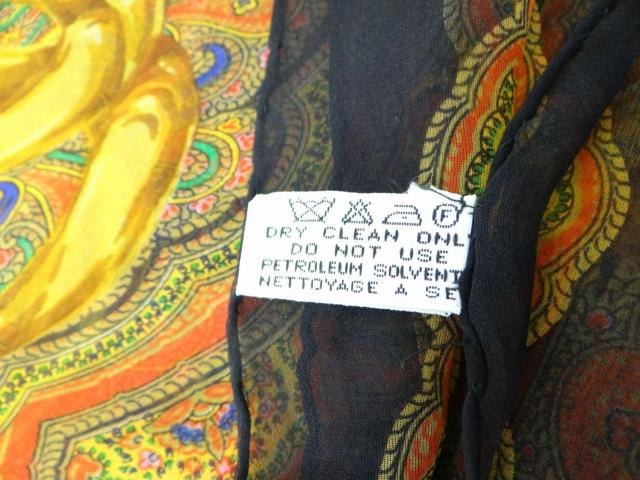 F
DRY CLEAN ONL
DO NOT USE
PETROLEUM SOLVENT
NETTOYAGE A SE